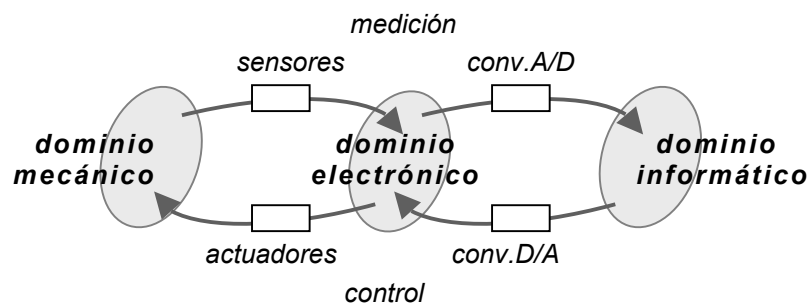 medición
sensores conv.A/D
dominio mecánico
dominio electrónico
dominio informático
actuadores conv.D/A
control